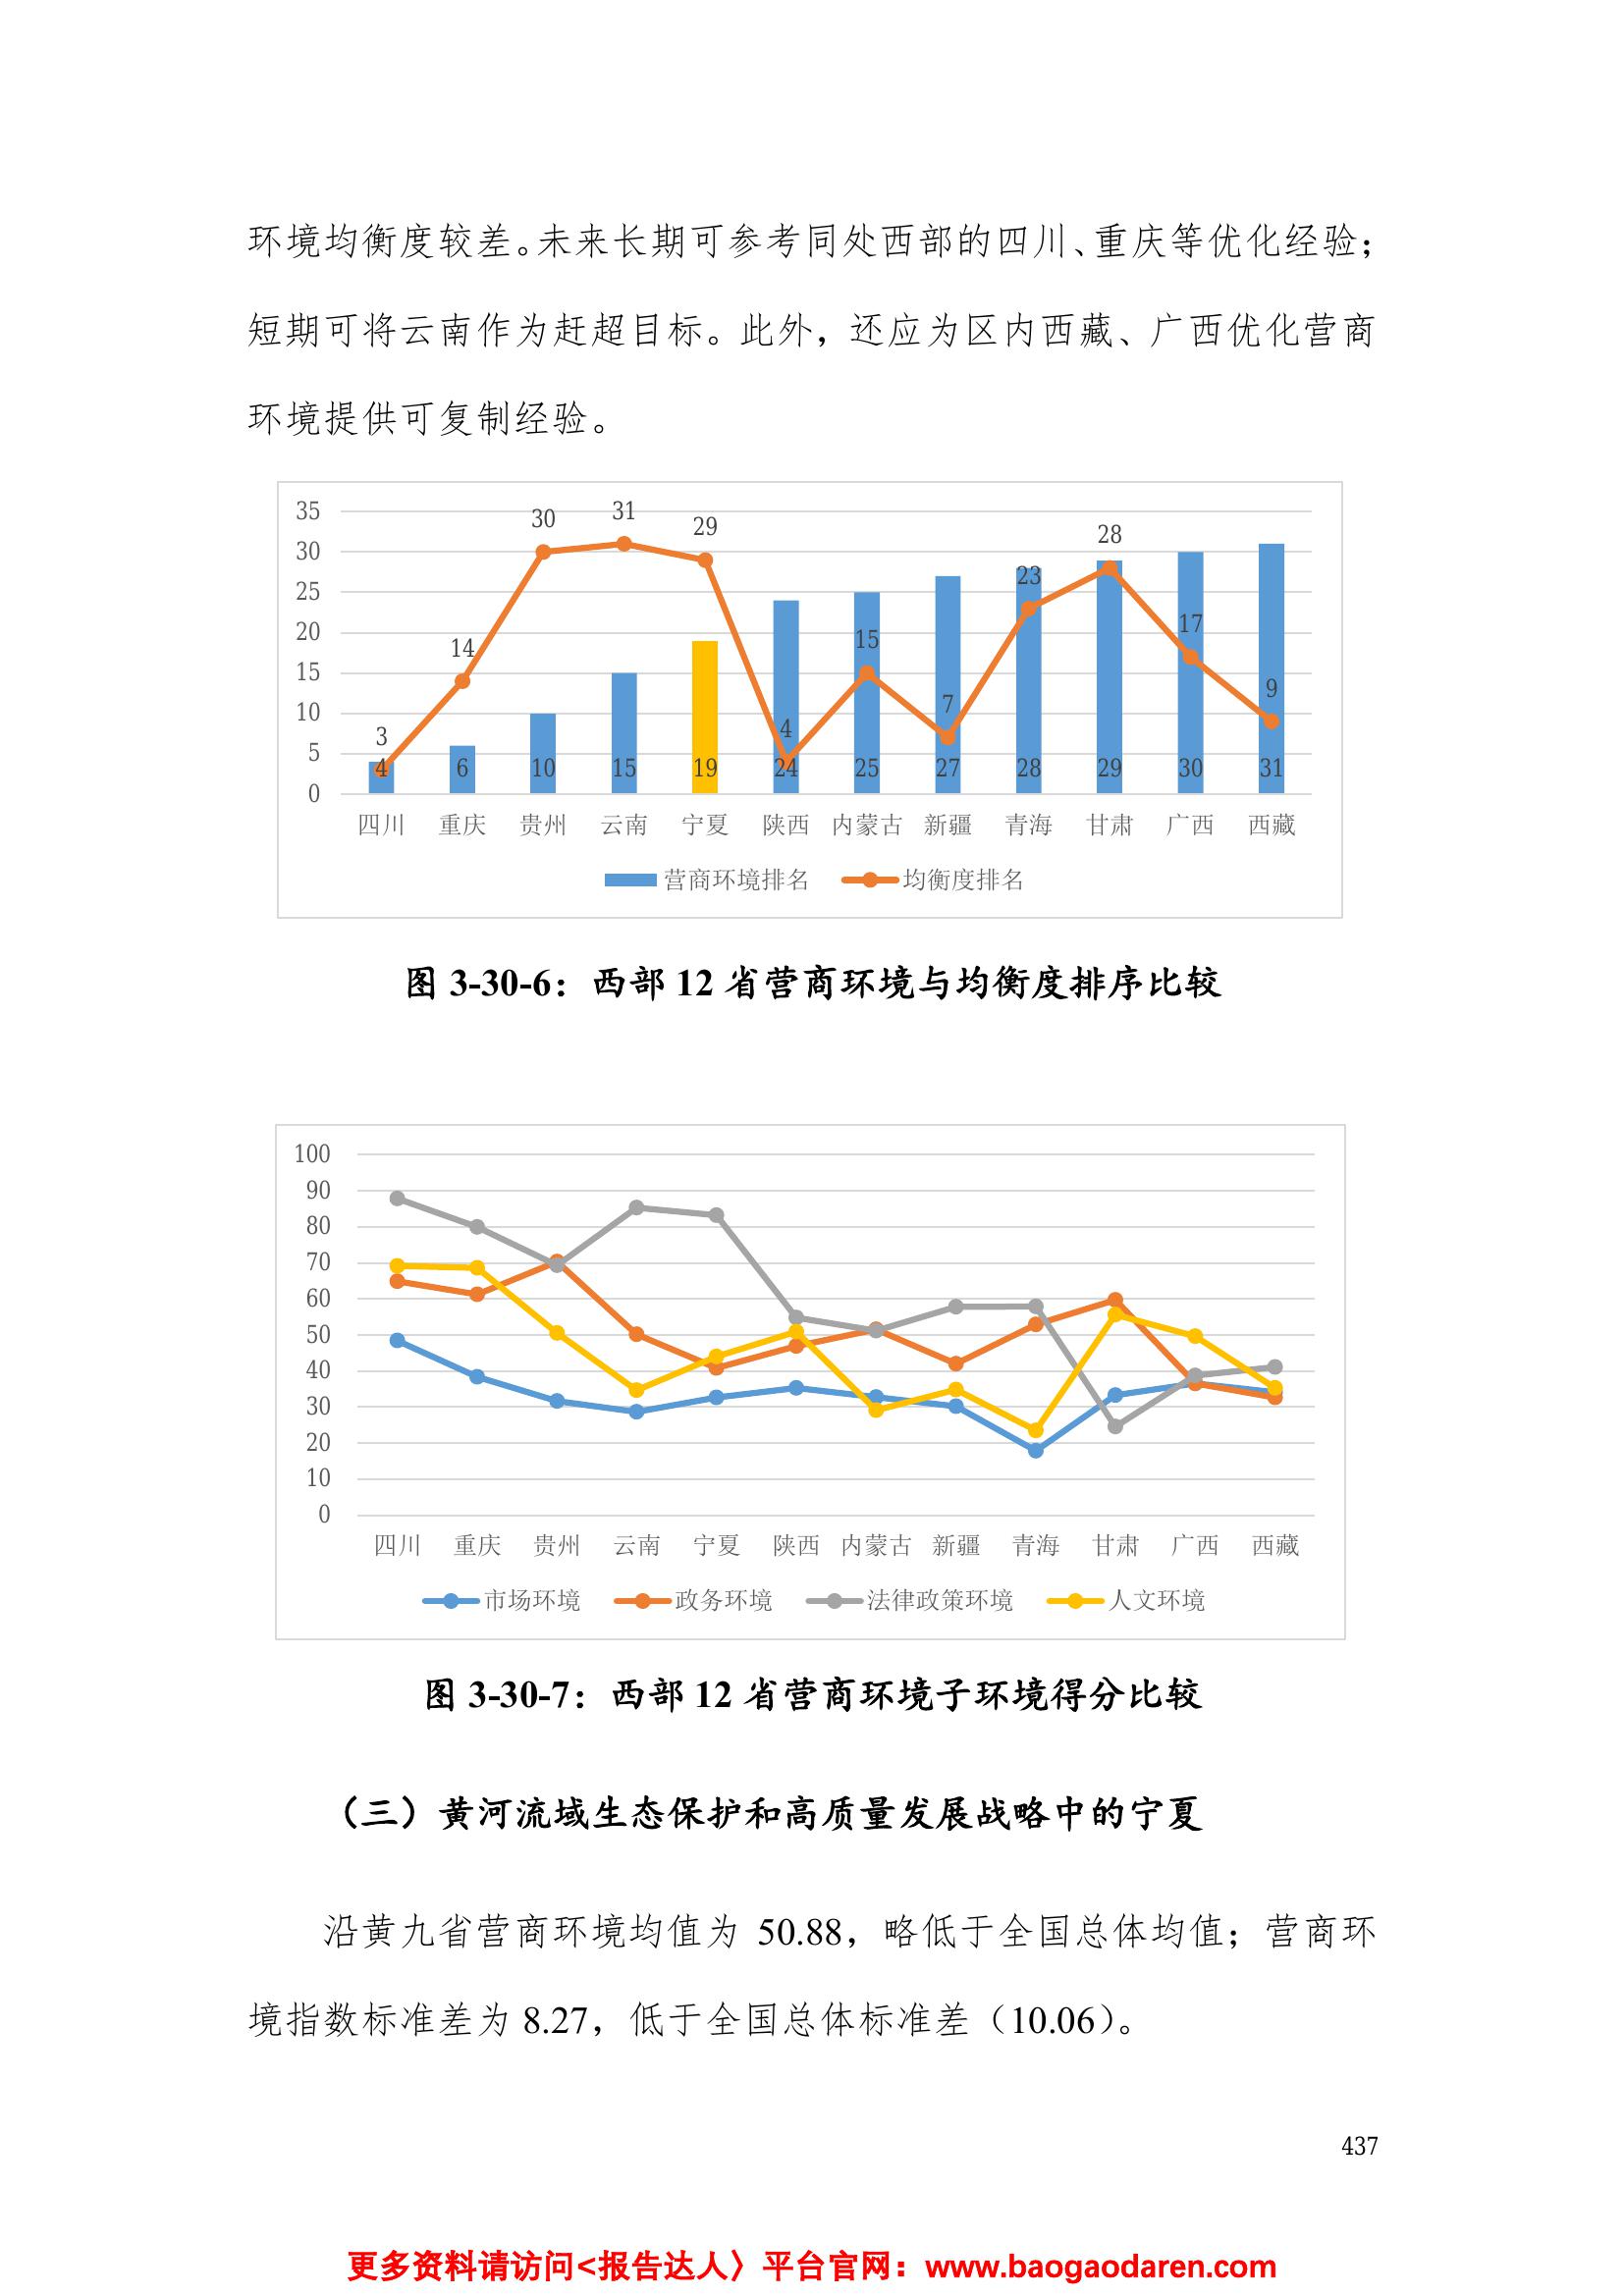 环境均衡度较差。未来长期可参考同处西部的四川、重庆等优化经验；
短期可将云南作为赶超目标。此外，还应为区内西藏、广西优化营商
环境提供可复制经验。
35
30
25
20
15
10
5
0
3 14 30 31 29 4 15 7 23 28 17 9
4 6 10 15 19 24 25 27 28 29 30 31
四川 重庆 贵州 云南 宁夏 陕西 内蒙古 新疆 青海 甘肃 广西 西藏
营商环境排名 均衡度排名
图 3-30-6：西部 12 省营商环境与均衡度排序比较
100
90
80
70
60
50
40
30
20
10
0
四川 重庆 贵州 云南 宁夏 陕西 内蒙古 新疆 青海 甘肃 广西 西藏
市场环境 政务环境 法律政策环境 人文环境
图 3-30-7：西部 12 省营商环境子环境得分比较
（三）黄河流域生态保护和高质量发展战略中的宁夏
沿黄九省营商环境均值为 50.88，略低于全国总体均值；营商环
境指数标准差为 8.27，低于全国总体标准差（10.06）。
437
更多资料请访问<报告达人〉平台官网：www.baogaodaren.com